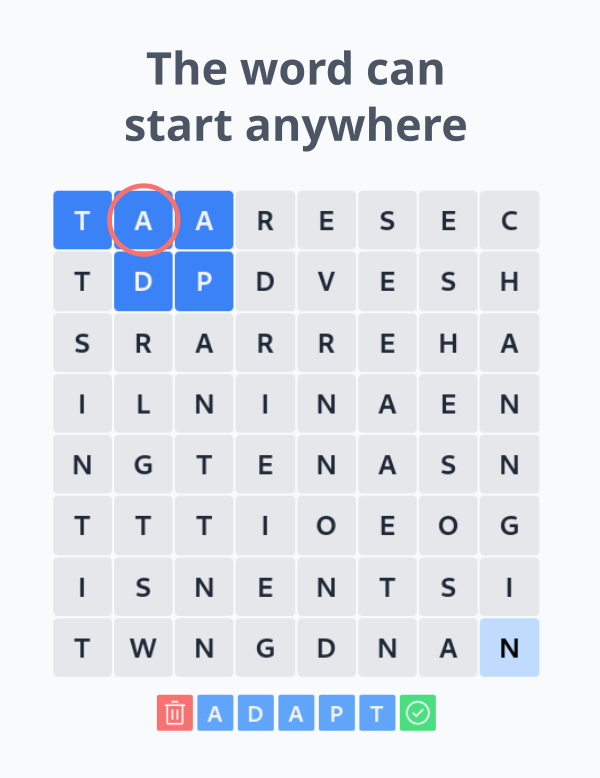 The word can
start anywhere
T A A R E S E C
T D P D V E S H
S R A R R E H A
I L N I N A E N
N G T E N A S N
T T T I O E O G
I S N E N T S I
T W N G D N A N
A D A P T